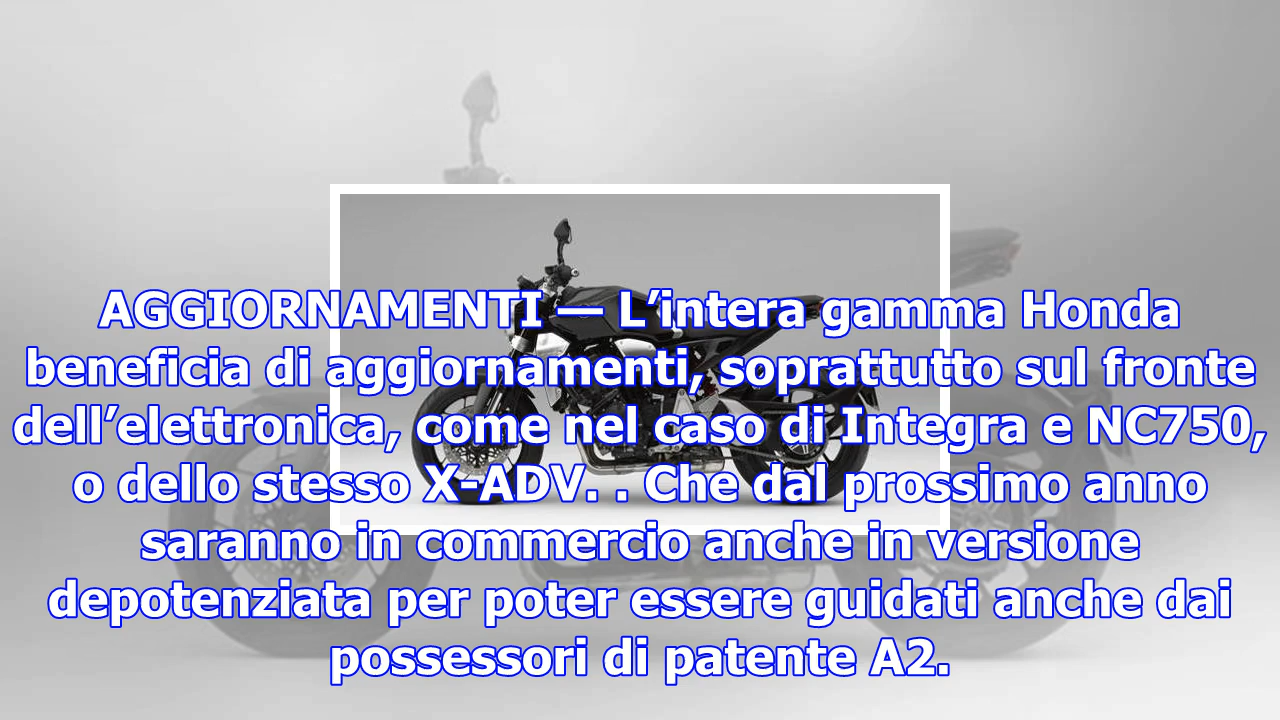 AGGIORNAMENTI — L’intera gamma Honda
beneficia di aggiornamenti, soprattutto sul fronte
dell’elettronica, come nel caso di Integra e NC750,
o dello stesso X-ADV. . Che dal prossimo anno
saranno in commercio anche in versione
depotenziata per poter essere guidati anche dai
possessori di patente A2.